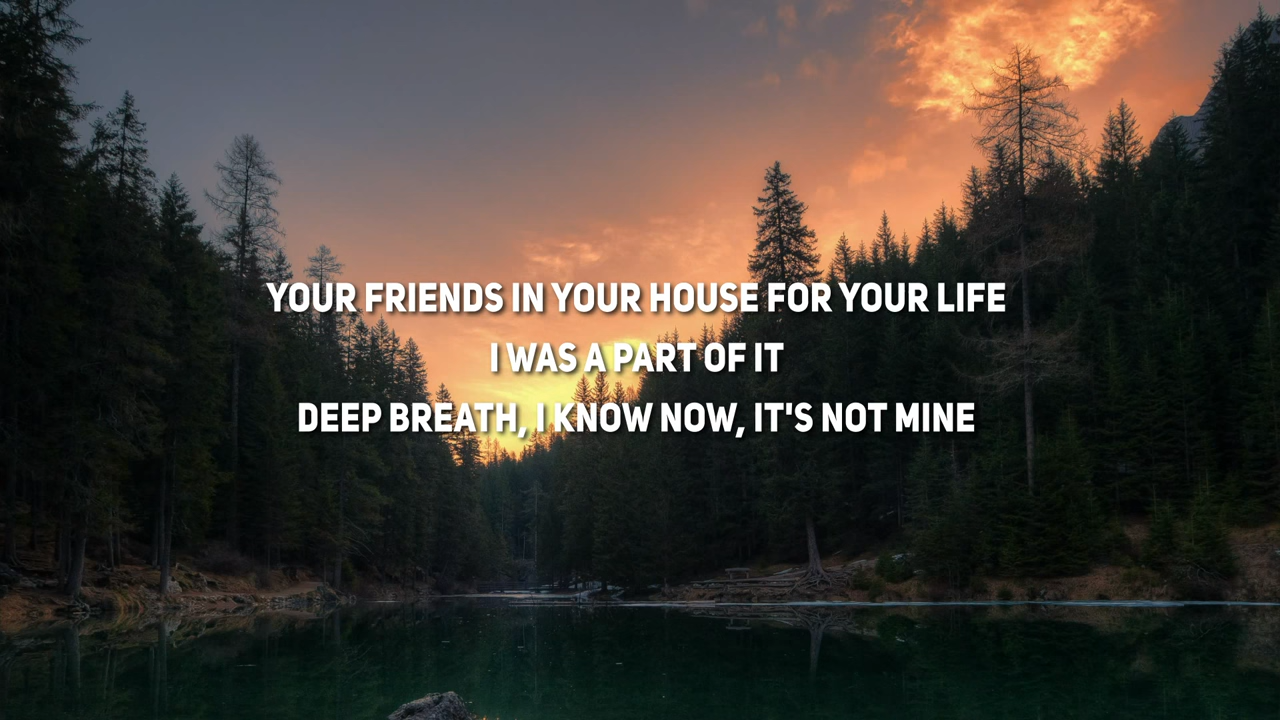 YOUR FRIENDS IN YOUR HOUSE FOR YOUR LIFE
I WAS A PART OF IT
DEEP BREATH, I KNOW NOW, IT'S NOT MINE